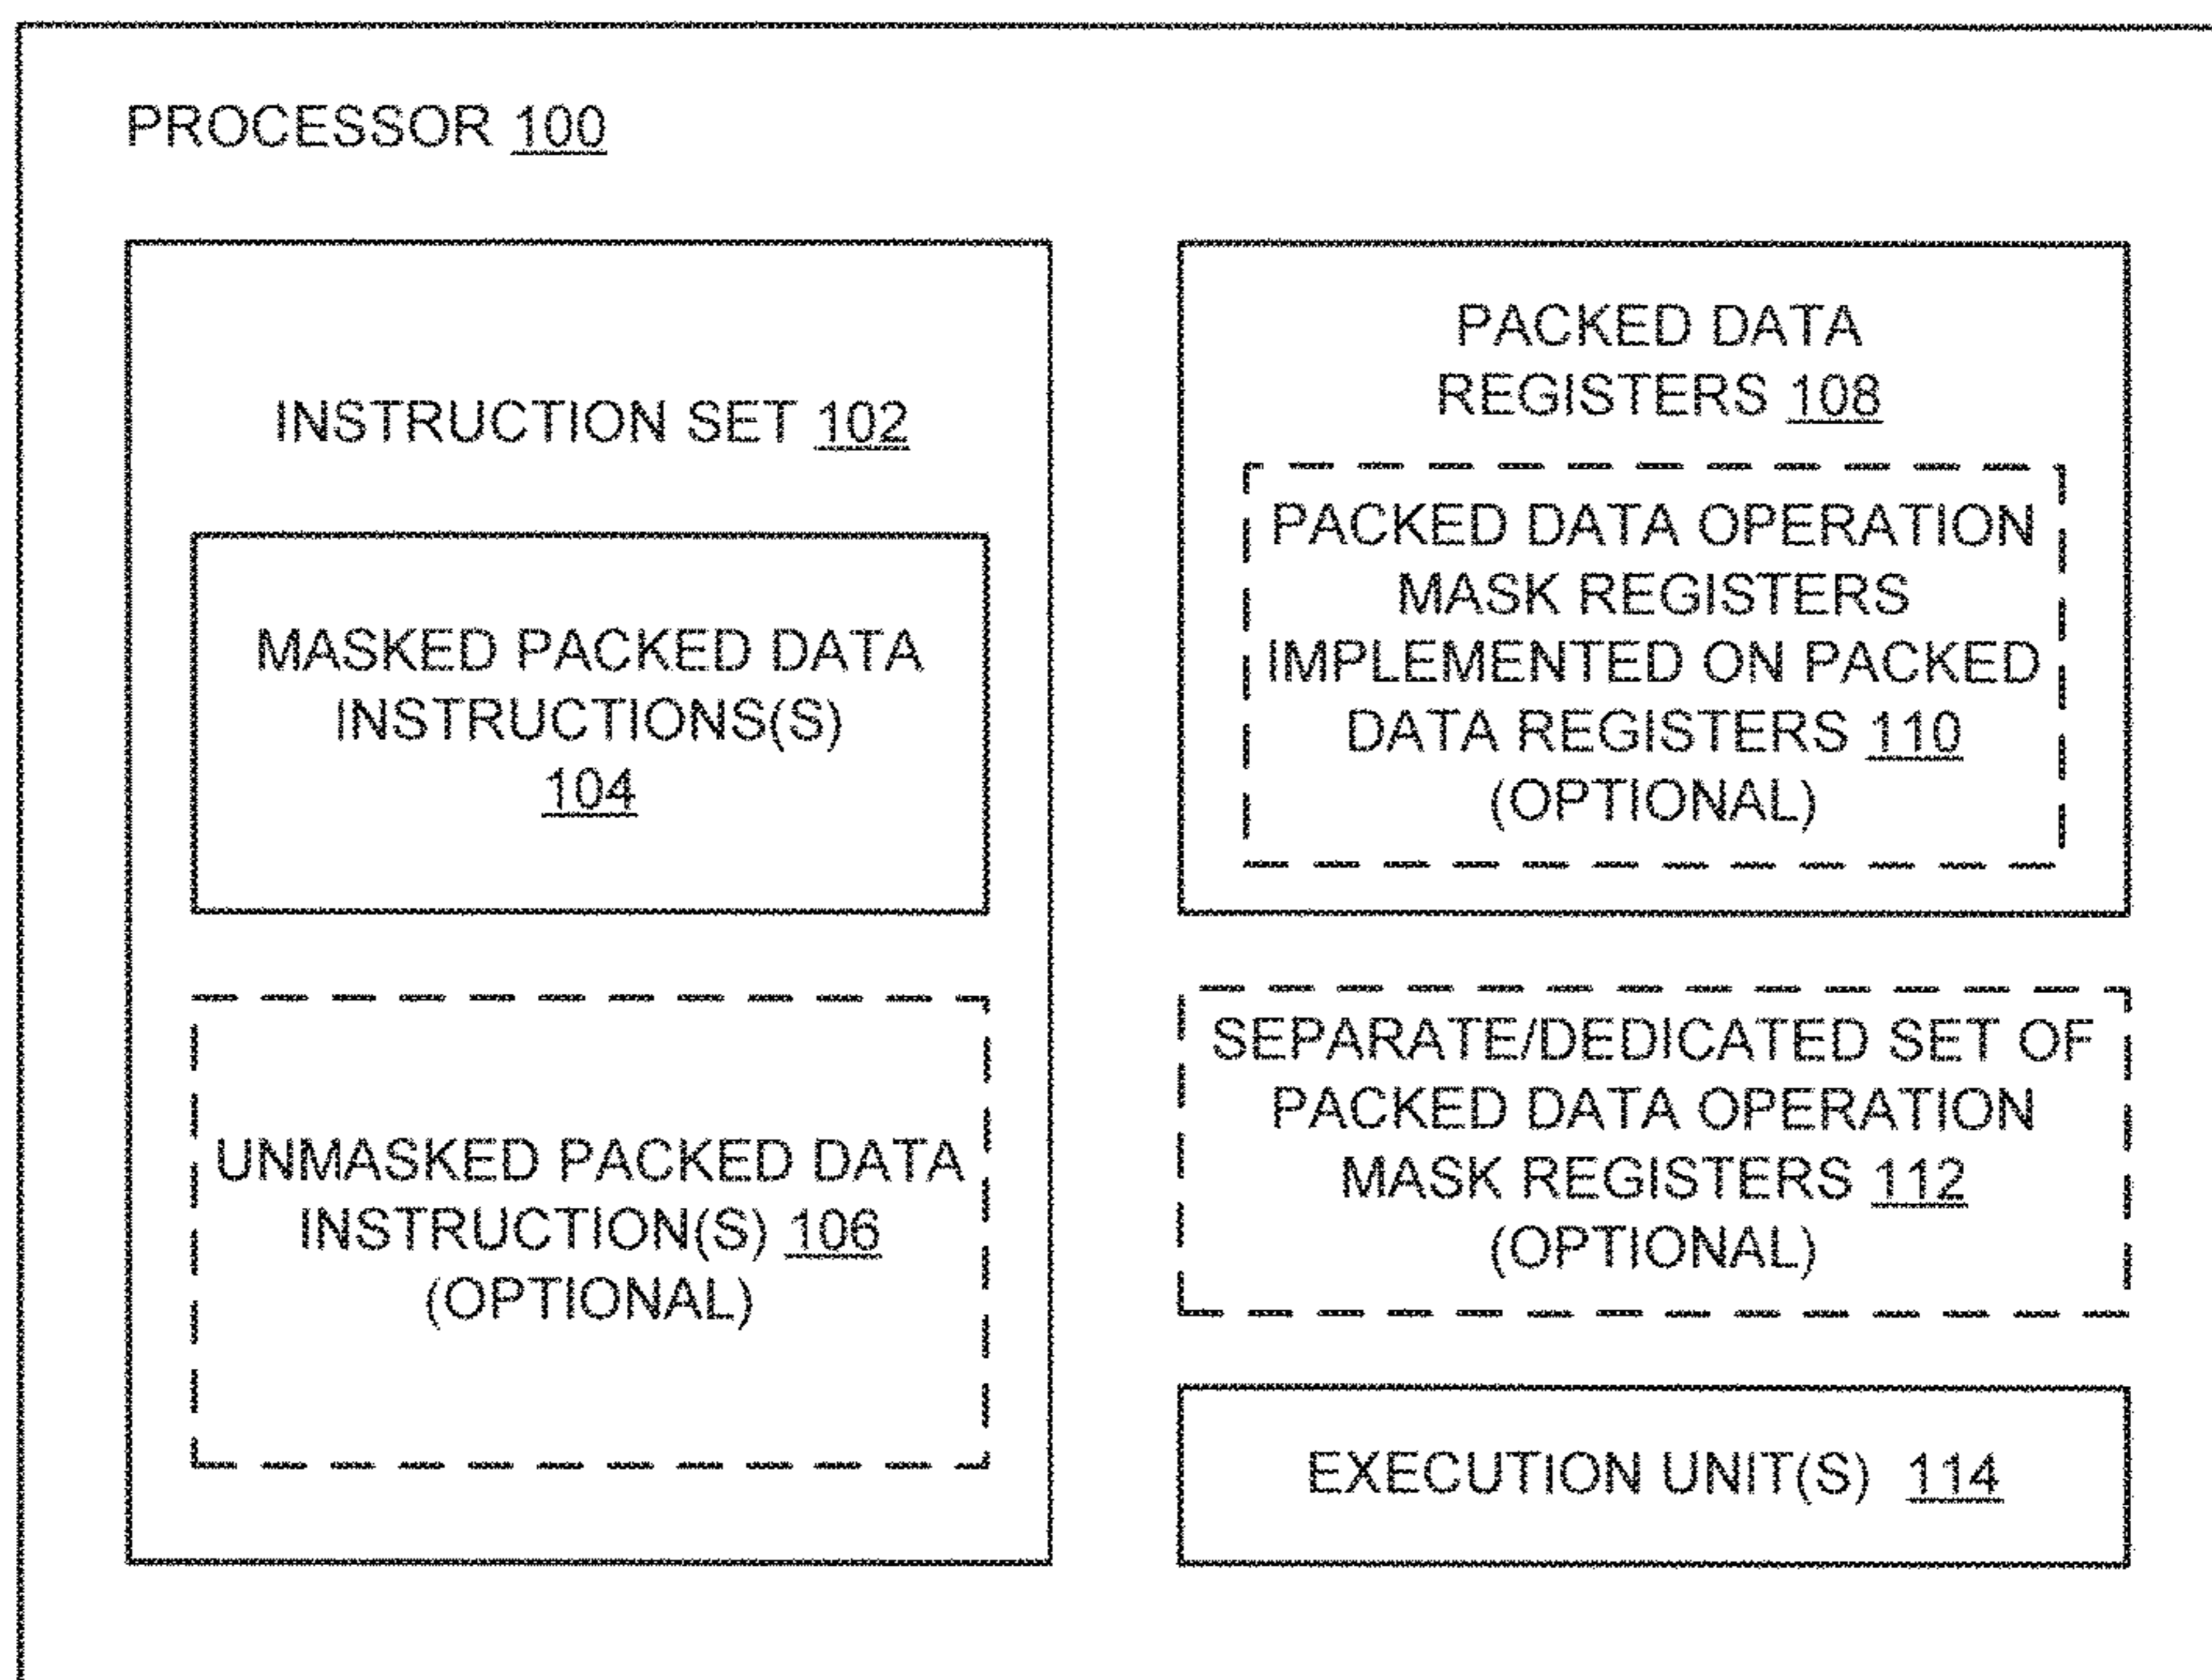 PROCESSOR 100
INSTRUCTION SET 102
MASKED PACKED DATA
INSTRUCTIONS(S)
104
UNMASKED PACKED DATA
INSTRUCTION(S) 106
(OPTIONAL)
PACKED DATA
REGISTERS 108
PACKED DATA OPERATION
MASK REGISTERS
IMPLEMENTED ON PACKED
DATA REGISTERS 110
(OPTIONAL)
SEPARATE/DEDICATED SET OF
PACKED DATA OPERATION
MASK REGISTERS 112
(OPTIONAL)
EXECUTION UNIT(S) 114